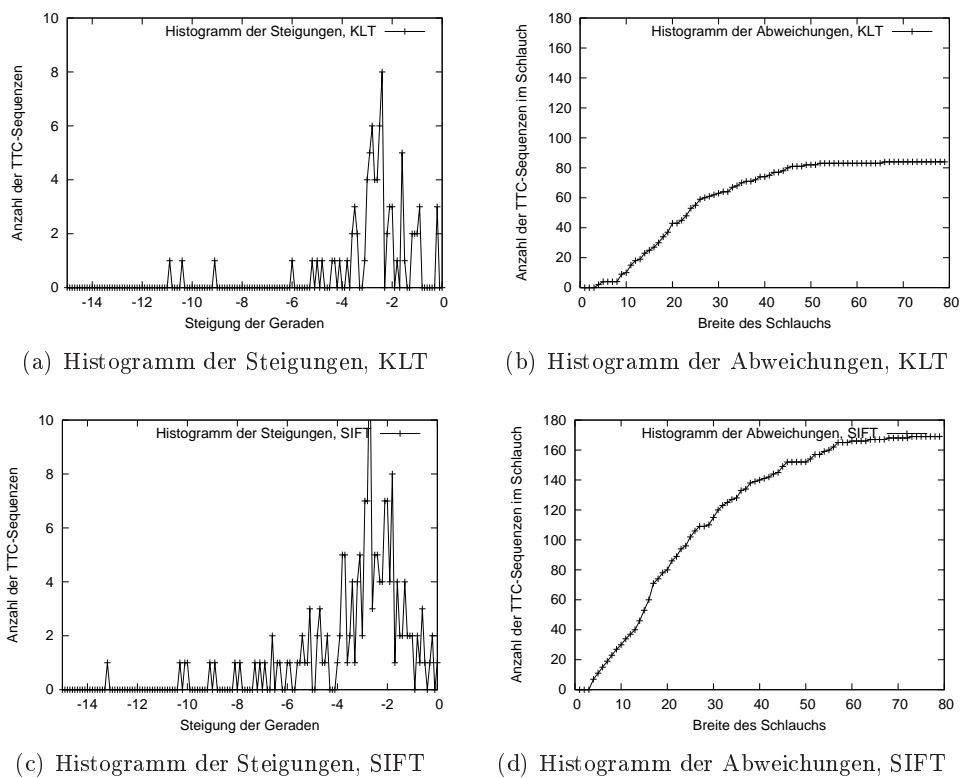 Histogramm der Steigungen, KLT
Anzahl der TTC-Sequenzen
10
8
6
4
2
0
-14 -12 -10 -8 -6 -4 -2 0
Steigung der Geraden
(a) Histogramm der Steigungen, KLT
Histogramm der Abweichungen, KLT
Anzahl der TTC-Sequenzen im Schlauch
180
160
140
120
100
80
60
40
20
0
0 10 20 30 40 50 60 70 80
Breite des Schlauchs
(b) Histogramm der Abweichungen, KLT
Histogramm der Steigungen, SIFT
Anzahl der TTC-Sequenzen
10
8
6
4
2
0
-14 -12 -10 -8 -6 -4 -2 0
Steigung der Geraden
(c) Histogramm der Steigungen, SIFT
Histogramm der Abweichungen, SIFT
Anzahl der TTC-Sequenzen im Schlauch
180
160
140
120
100
80
60
40
20
0
0 10 20 30 40 50 60 70 80
Breite des Schlauchs
(d) Histogramm der Abweichungen, SIFT